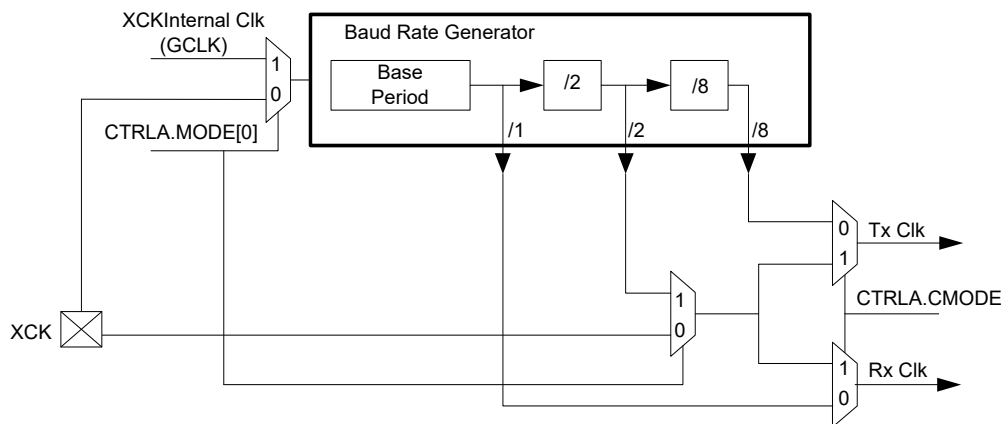 XCKInternal Clk
(GCLK)
Baud Rate Generator
1
0
Base
Period
/2
/8
CTRLA.MODE[0]
/1
/2
/8
0
1
Tx Clk
CTRLA.CMODE
XCK
1
0
1
0
Rx Clk